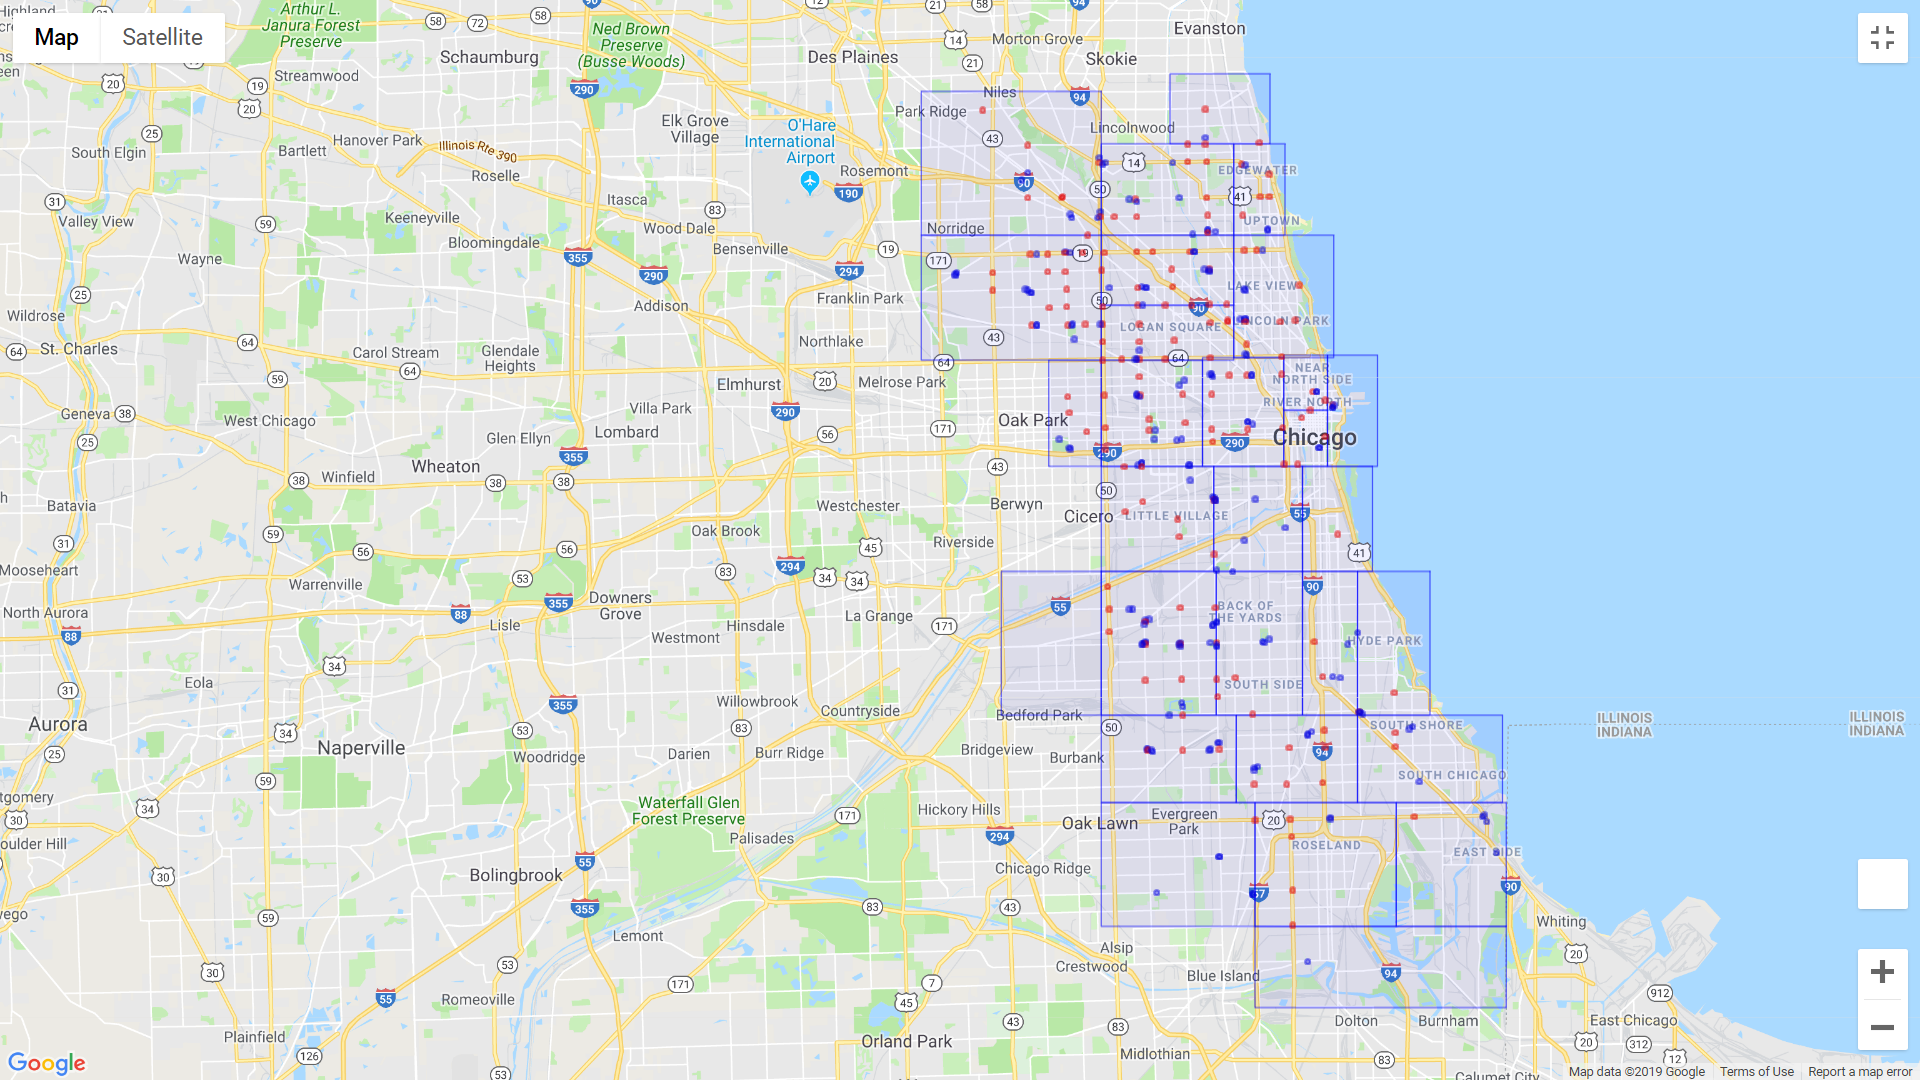 Map
Satellite
Arthur L.
Janura Forest
Preserve
Ned Brown
Preserve
(Busse Woods)
Evanston
Morton Grove
Skokie
Schaumburg
Des Plaines
Streamwood
Niles
Park Ridge
Elk Grove
Village
O'Hare
International
Airport
Lincolnwood
Hanover Park
South Elgin
Bartlett
Illinois Rte 390
Roselle
Rosemont
EDGEWATER
Itasca
Valley View
Keeneyville
Wood Dale
Norridge
UPTOWN
Bloomingdale
Bensenville
Wayne
Addison
Franklin Park
LAKE VIEW
Wildrose
LOGAN SQUARE
LINCOLN PARK
St. Charles
Carol Stream
Glendale
Heights
Northlake
NEAR
NORTH SIDE
Elmhurst
Melrose Park
RIVER NORTH
Geneva
West Chicago
Villa Park
Oak Park
Glen Ellyn
Lombard
Chicago
Wheaton
Winfield
Batavia
Westchester
Berwyn
Cicero
LITTLE VILLAGE
Oak Brook
Riverside
Mooseheart
Warrenville
North Aurora
Downers
Grove
La Grange
BACK OF
THE YARDS
Lisle
Hinsdale
Westmont
HYDE PARK
Eola
SOUTH SIDE
Willowbrook
Countryside
Bedford Park
Aurora
SOUTH SHORE
ILLINOIS
INDIANA
ILLINOIS
INDIANA
Naperville
Darien
Burr Ridge
Bridgeview
Woodridge
Burbank
SOUTH CHICAGO
Waterfall Glen
Forest Preserve
Hickory Hills
Oak Lawn
Evergreen
Park
Palisades
ROSELAND
EAST SIDE
Bolingbrook
Chicago Ridge
Whiting
Lemont
Alsip
Crestwood
Blue Island
Romeoville
Dolton
Burnham
East Chicago
Plainfield
Orland Park
Midlothian
Calumet City
Google
Map data ©2019 Google
Terms of Use
Report a map error